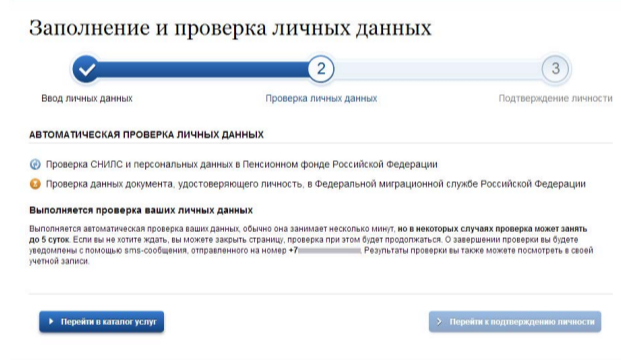 Заполнение и проверка личных данных
2
3
Ввод личных данных
Проверка личных данных
Подтверждение личности
АВТОМАТИЧЕСКАЯ ПРОВЕРКА ЛИЧНЫХ ДАННЫХ
Проверка СНИЛС и персональных данных в Пенсионном фонде Российской Федерации
Проверка данных документа, удостоверяющего личность, в Федеральной миграционной службе Российской Федерации
Выполняется проверка ваших личных данных
Выполняется автоматическая проверка ваших данных, обычно она занимает несколько минут, но в некоторых случаях проверка может занять
до 5 суток. Если вы не хотите ждать, вы можете закрыть страницу, проверка при этом будет продолжаться. О завершении проверки вы будете
уведомлены с помощью sms-сообщения, отправленного на номер +7 . Результаты проверки вы также можете посмотреть в своей
учетной записи.
Перейти в каталог услуг
Перейти к подтверждению личности